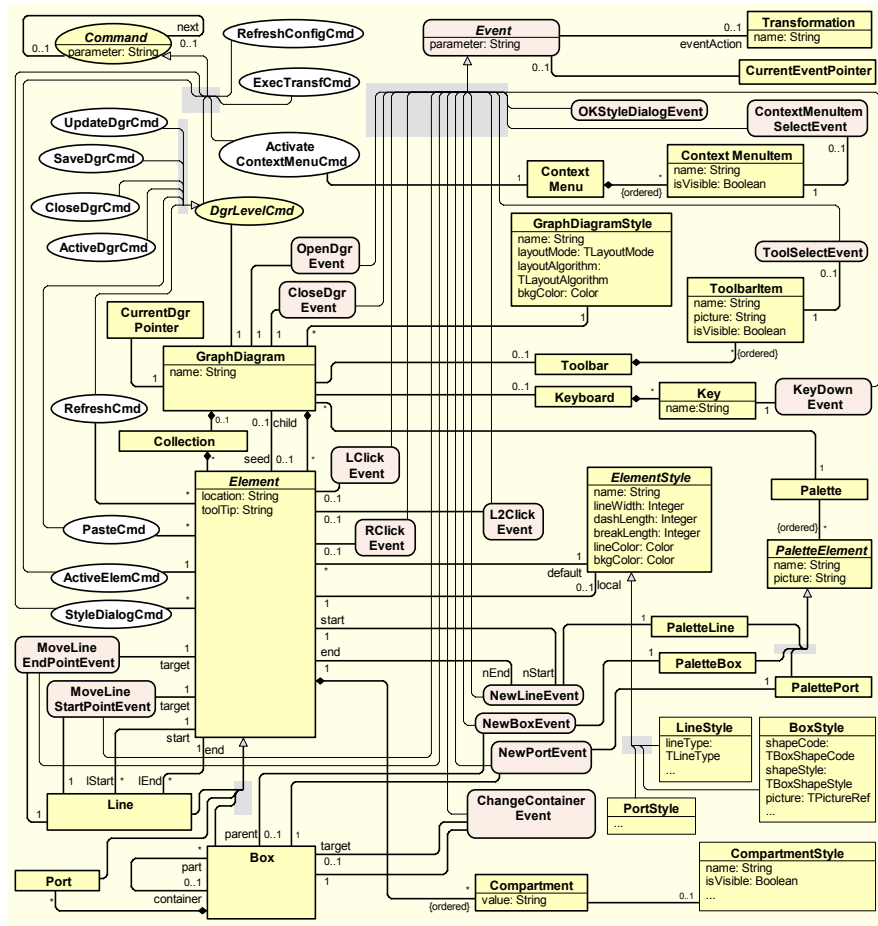 next
Command
parameter: String
0..1
0..1
RefreshConfigCmd
ExecTransfCmd
UpdateDgrCmd
SaveDgrCmd
CloseDgrCmd
ActiveDgrCmd
Activate
ContextMenuCmd
DgrLevelCmd
Event
parameter: String
0..1
eventAction
Transformation
name: String
0..1
CurrentEventPointer
OKStyleDialogEvent
ContextMenuItem
SelectEvent
0..1
1
Context
Menu
*
{ordered}
Context MenuItem
name: String
isVisible: Boolean
1
OpenDgr
Event
CloseDgr
Event
GraphDiagramStyle
name: String
layoutMode: TLayoutMode
layoutAlgorithm:
TLayoutAlgorithm
bkgColor: Color
1
ToolSelectEvent
0..1
ToolbarItem
name: String
picture: String
isVisible: Boolean
1
*
{ordered}
CurrentDgr
Pointer
1
1
1
1
*
GraphDiagram
name: String
0..1
Toolbar
0..1
Keyboard
*
Key
name:String
1
KeyDown
Event
*
RefreshCmd
0..1
0..1
child
Collection
*
seed
0..1
*
LClick
Event
0..1
Element
location: String
toolTip: String
*
0..1
L2Click
Event
RClick
Event
0..1
ElementStyle
name: String
lineWidth: Integer
dashLength: Integer
breakLength: Integer
lineColor: Color
bkgColor: Color
1
Palette
{ordered}
*
PaletteElement
name: String
picture: String
PasteCmd
*
ActiveElemCmd
1
StyleDialogCmd
*
*
1
default
1
0..1
local
start
1
end
1
nEnd
nStart
1
PaletteLine
1
PaletteBox
1
PalettePort
MoveLine
EndPointEvent
1
target
MoveLine
StartPointEvent
1
target
1
start
1
end
NewLineEvent
NewBoxEvent
NewPortEvent
LineStyle
lineType:
TLineType
...
BoxStyle
shapeCode:
TBoxShapeCode
shapeStyle:
TBoxShapeStyle
picture: TPictureRef
...
PortStyle
...
1
1
lStart
*
lEnd
*
Line
parent
0..1
1
ChangeContainer
Event
Box
target
0..1
1
*
part
0..1
container
Port
*
*
{ordered}
Compartment
value: String
0..1
CompartmentStyle
name: String
isVisible: Boolean
...